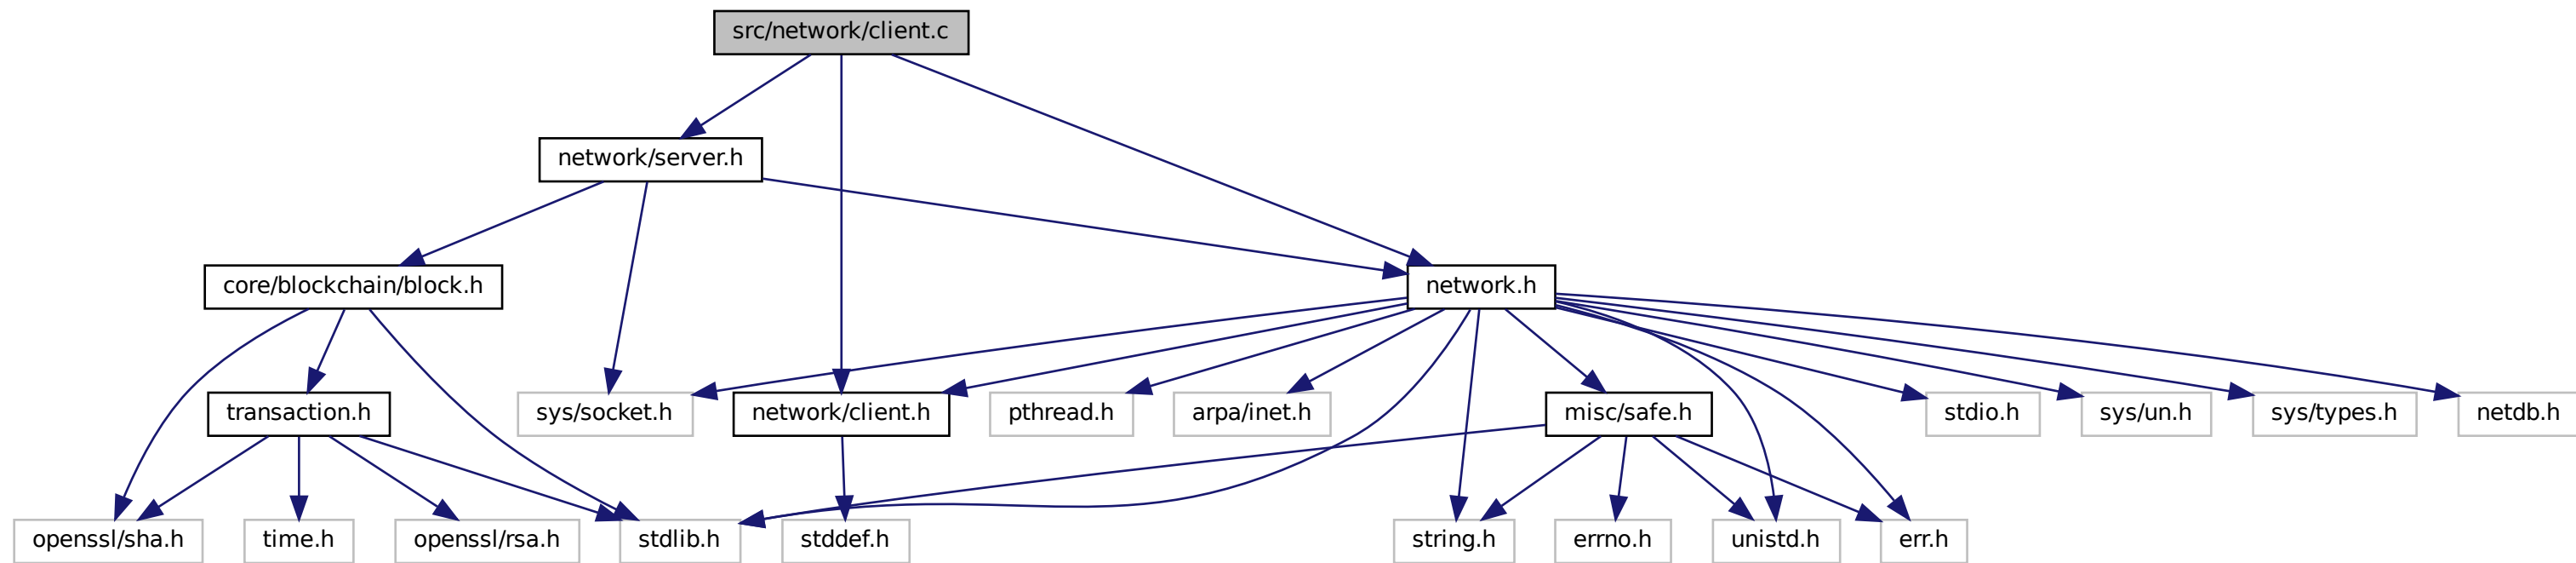 src/network/client.c
network/server.h
core/blockchain/block.h
network.h
transaction.h
sys/socket.h
network/client.h
pthread.h
arpa/inet.h
misc/safe.h
stdio.h
sys/un.h
sys/types.h
netdb.h
openssl/sha.h
time.h
openssl/rsa.h
stdlib.h
stddef.h
string.h
errno.h
unistd.h
err.h